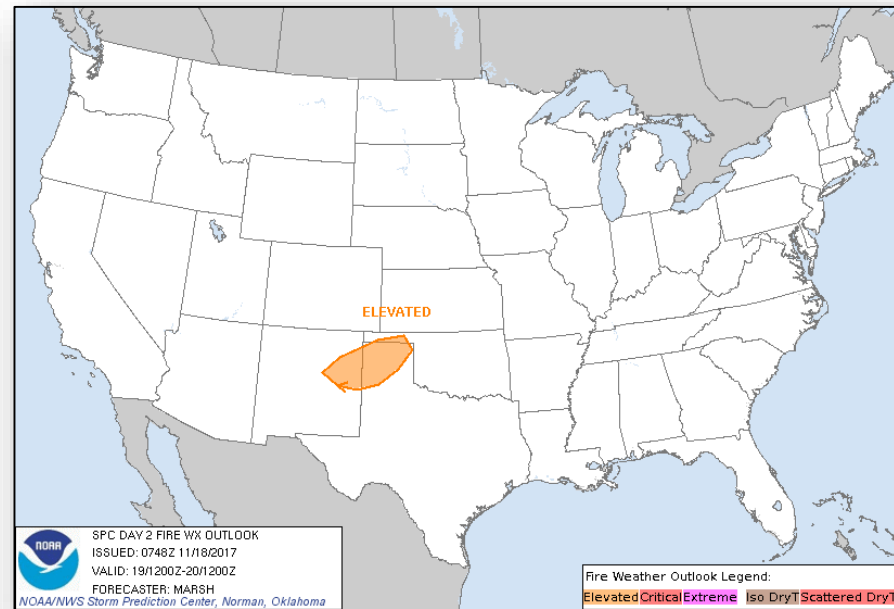 ELEVATED
NOAA
SPC DAY 2 FIRE WX OUTLOOK
ISSUED: 0748Z 11/18/2017
VALID: 19/1200Z-20/1200Z
FORECASTER: MARSH
NOAA/NWS Storm Prediction Center, Norman, Oklahoma
Fire Weather Outlook Legend:
Elevated Critical Extreme Iso DryT Scattered DryT